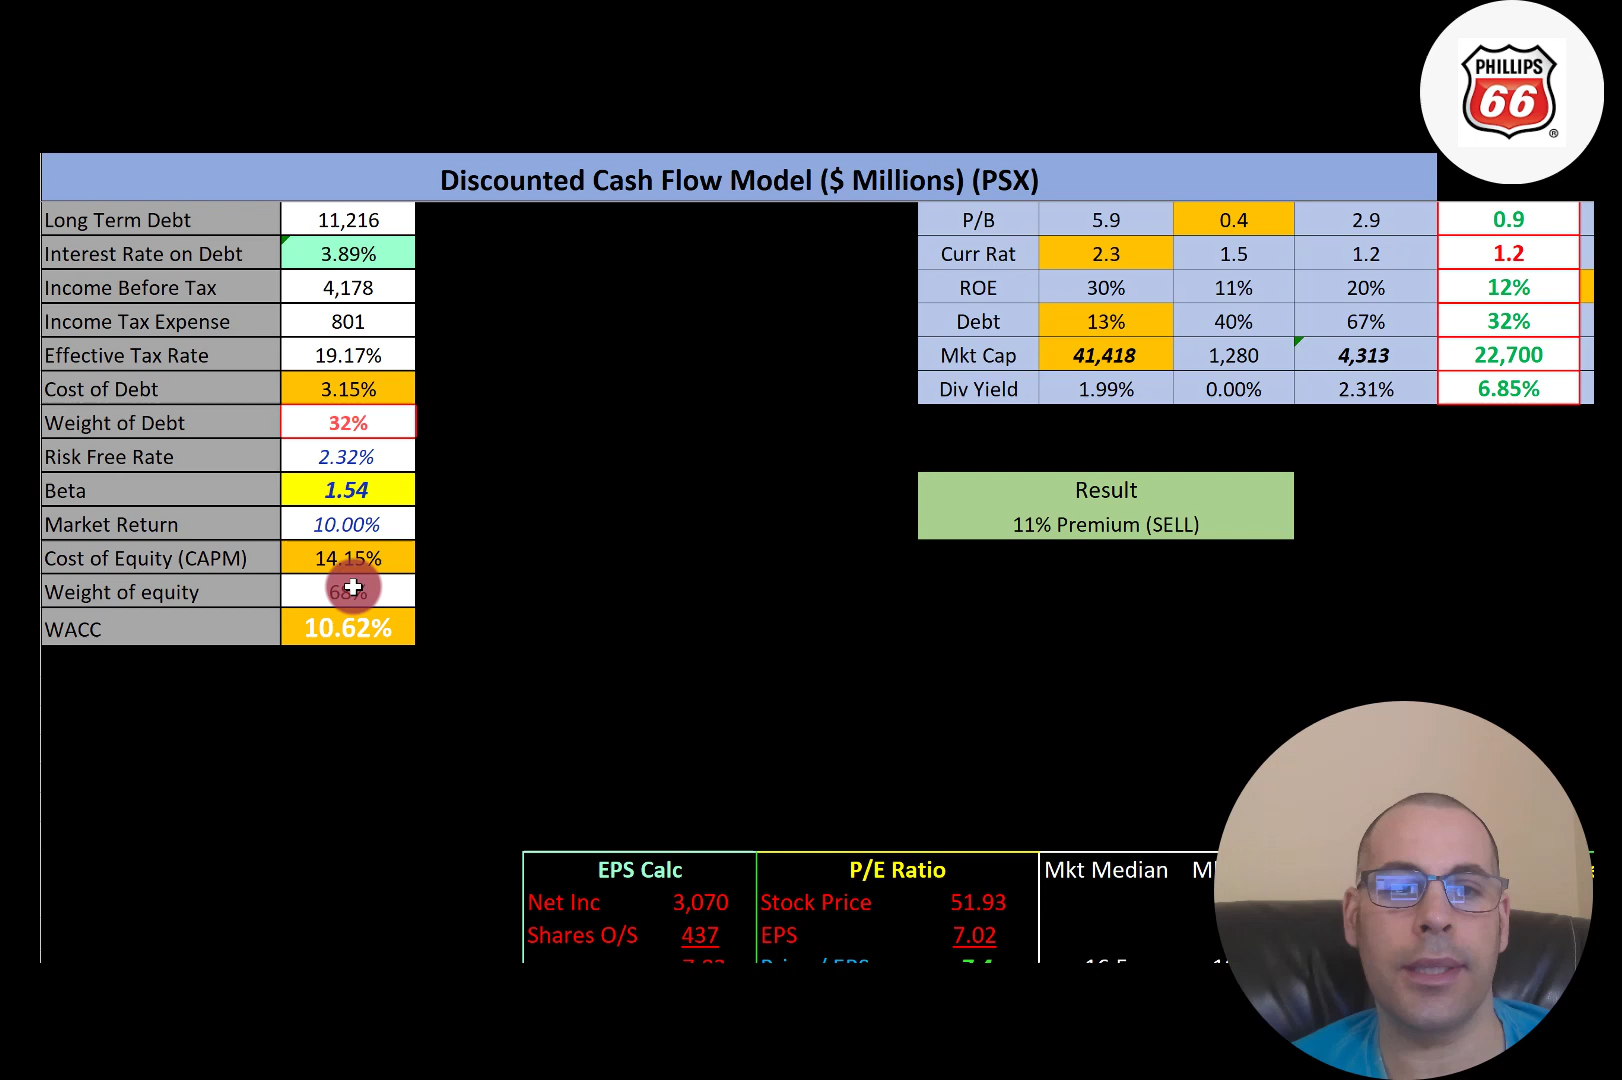 PHILLIPS
66
®
Discounted Cash Flow Model ($ Millions) (PSX)
Long Term Debt 11,216
Interest Rate on Debt 3.89%
Income Before Tax 4,178
Income Tax Expense 801
Effective Tax Rate 19.17%
Cost of Debt 3.15%
Weight of Debt 32%
Risk Free Rate 2.32%
Beta 1.54
Market Return 10.00%
Cost of Equity (CAPM) 14.15%
Weight of equity 68%
WACC 10.62%
P/B 5.9 0.4 2.9 0.9
Curr Rat 2.3 1.5 1.2 1.2
ROE 30% 11% 20% 12%
Debt 13% 40% 67% 32%
Mkt Cap 41,418 1,280 4,313 22,700
Div Yield 1.99% 0.00% 2.31% 6.85%
Result
11% Premium (SELL)
EPS Calc P/E Ratio Mkt Median
Net Inc 3,070 Stock Price 51.93
Shares O/S 437 EPS 7.02
Price / EPS 7.4